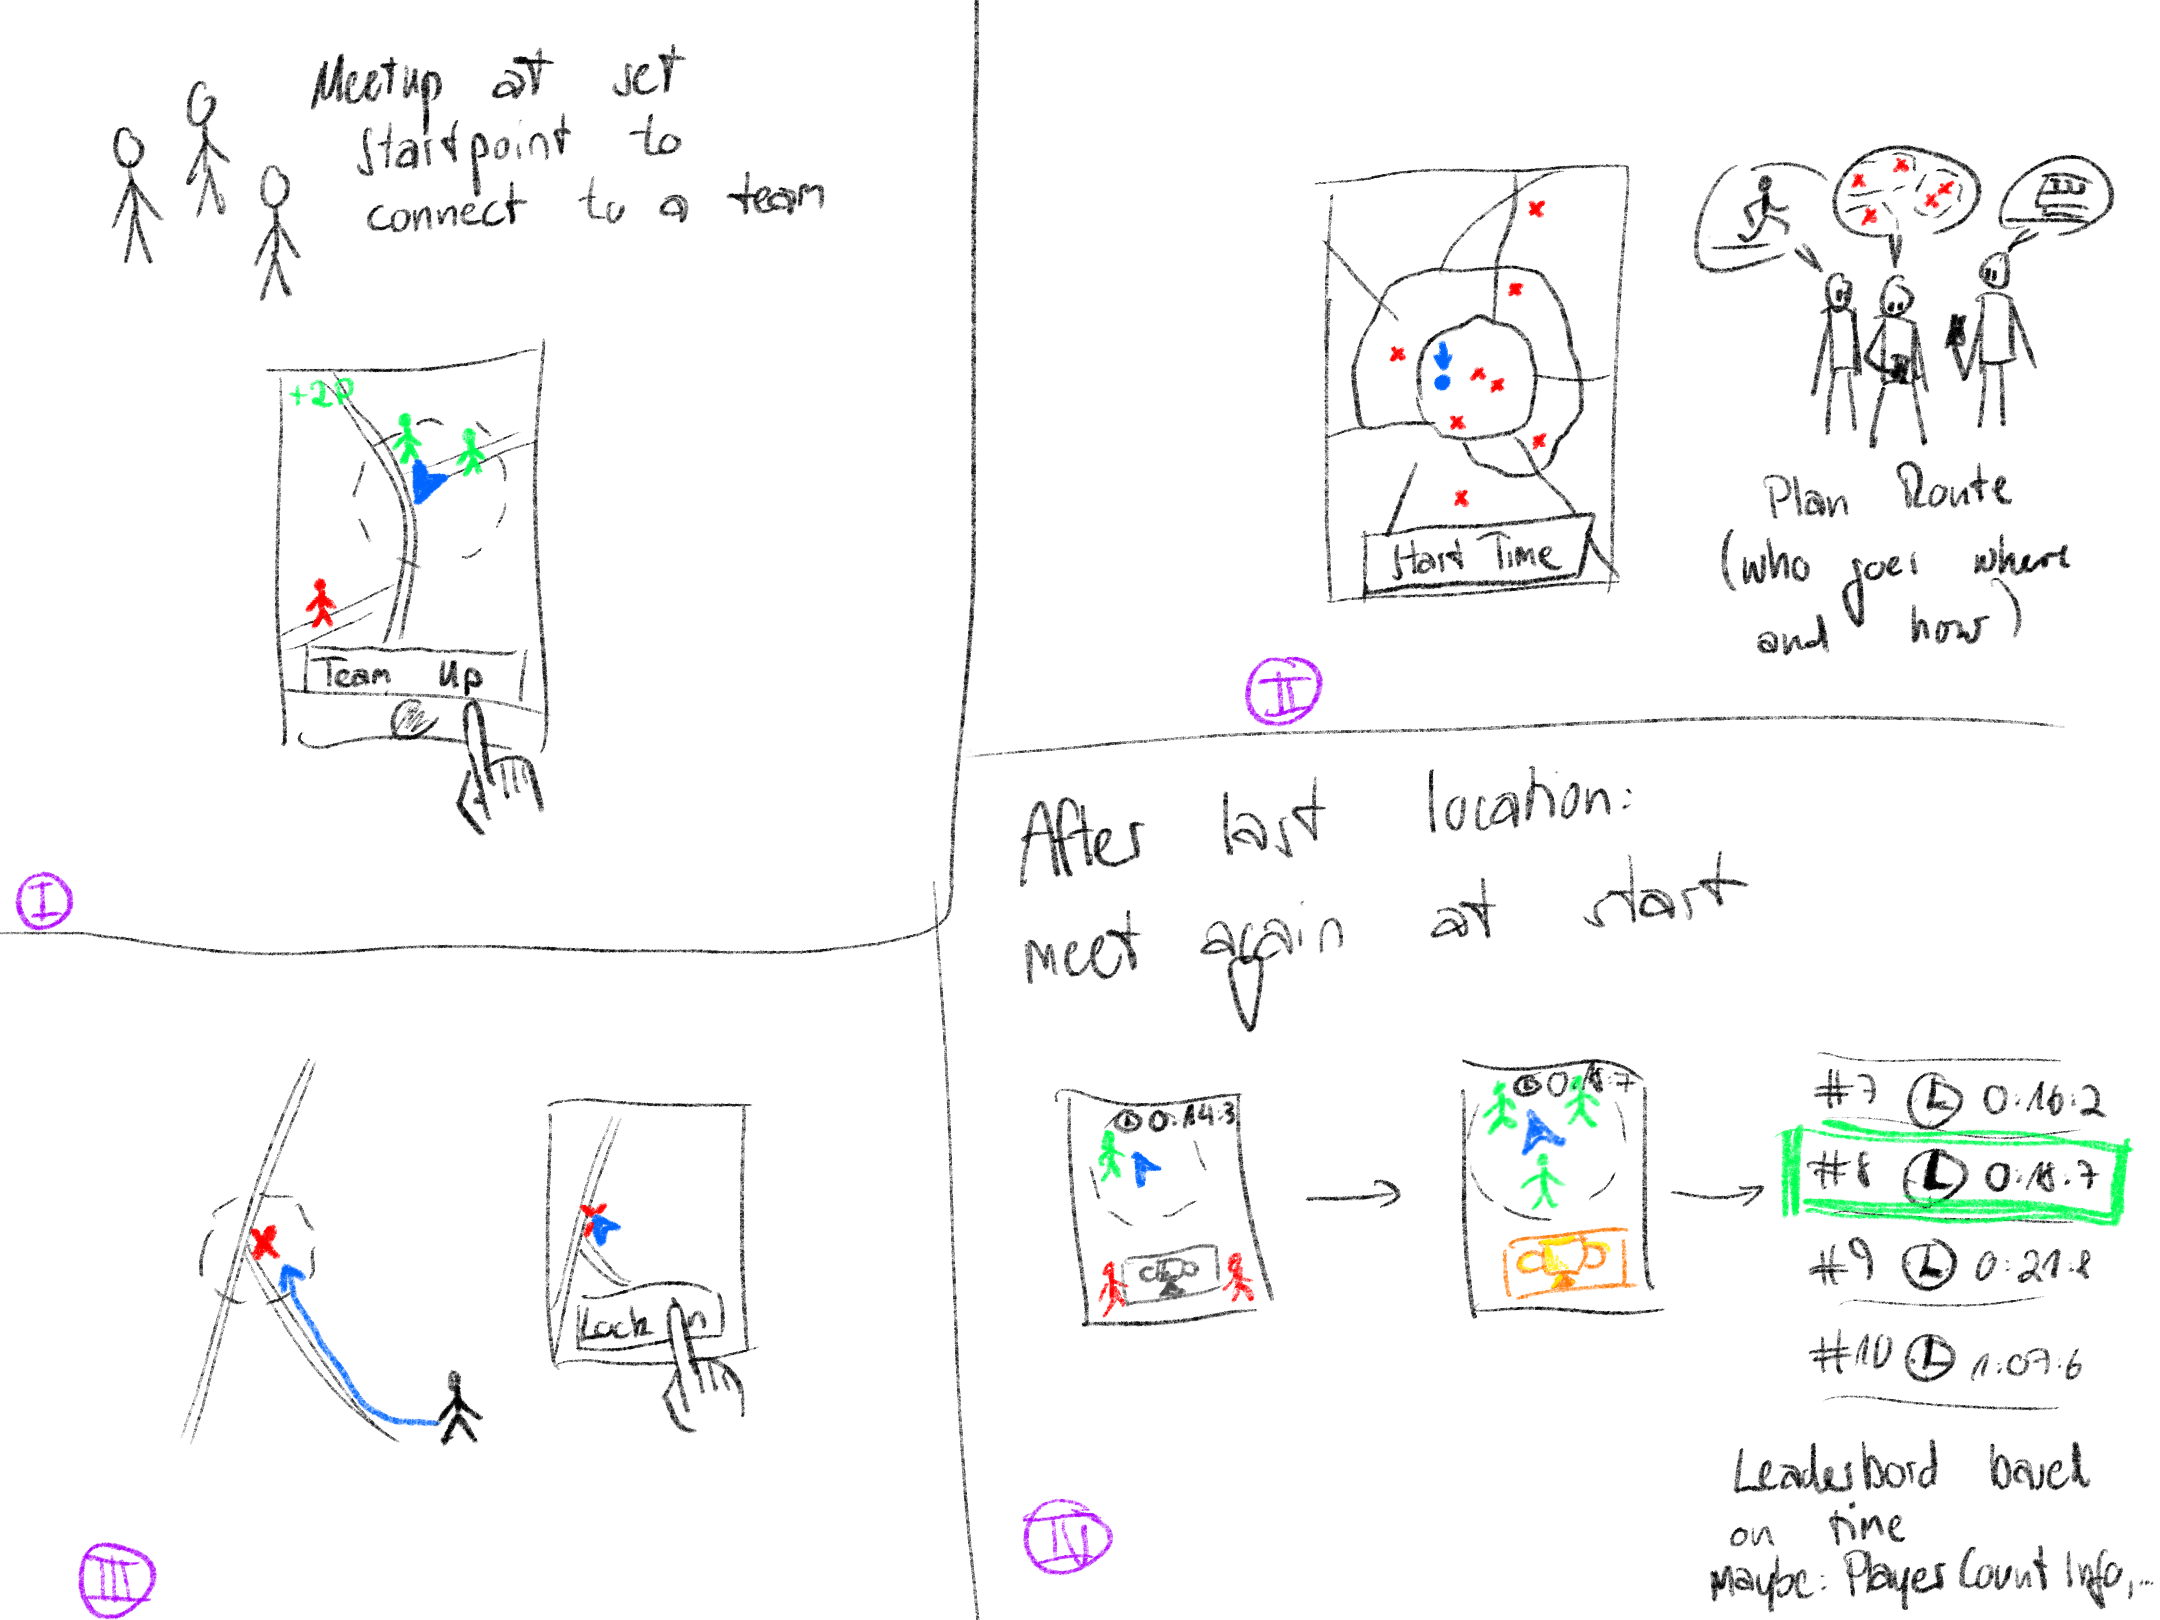 Meetup at set
startpoint to
connect to a team
+2P
Team Up
I
Start Time
Plan Route
(who goes where
and how)
II
Lock In
III
After last location:
meet again at start
0:14:3
0:18:7
#7 0:16:2
#8 0:18:7
#9 0:21:8
#10 1:07:6
Leaderbord based
on time
maybe: Player Count Info,...
IV